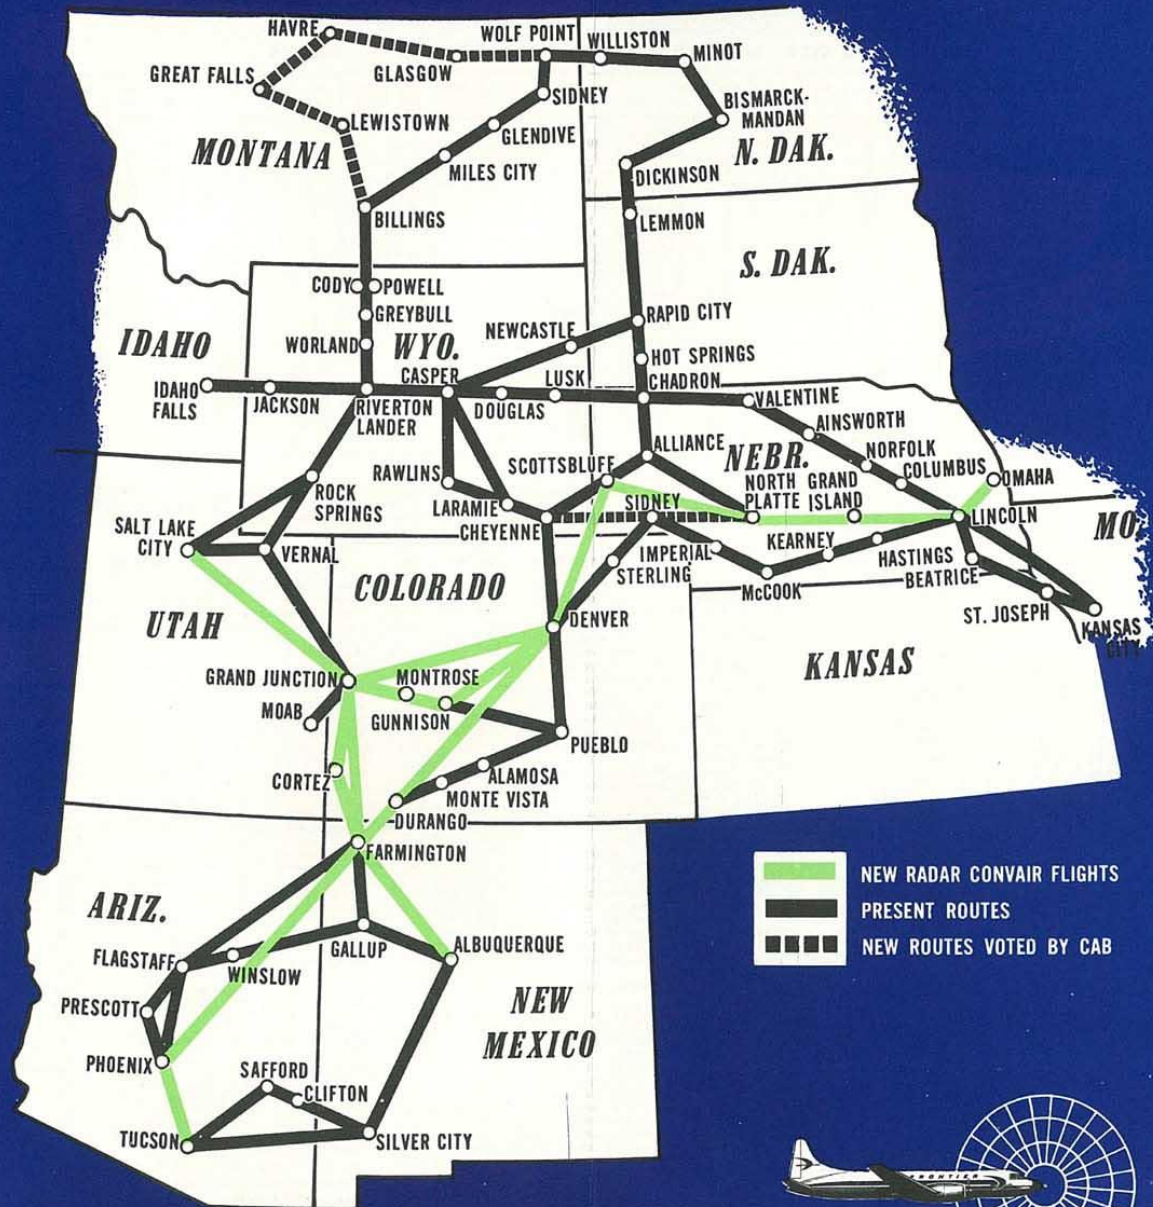 HAVRE
WOLF POINT
WILLISTON
MINOT
GREAT FALLS
GLASGOW
SIDNEY
BISMARCK-
MANDAN
LEWISTOWN
GLENDIVE
MONTANA
MILES CITY
N. DAK.
DICKINSON
BILLINGS
LEMMON
S. DAK.
CODY
POWELL
GREYBULL
RAPID CITY
IDAHO
WORLAND
WYO.
NEWCASTLE
HOT SPRINGS
CASPER
LUSK
CHADRON
IDAHO
FALLS
JACKSON
RIVERTON
LANDER
DOUGLAS
VALENTINE
AINSWORTH
ALLIANCE
NEBR.
NORFOLK
COLUMBUS
OMAHA
RAWLINS
SCOTTSBLUFF
ROCK
SPRINGS
LARAMIE
SIDNEY
NORTH
PLATTE
GRAND
ISLAND
LINCOLN
MO.
SALT LAKE
CITY
CHEYENNE
KEARNEY
VERNAL
IMPERIAL
HASTINGS
COLORADO
STERLING
McCOOK
BEATRICE
UTAH
DENVER
ST. JOSEPH
KANSAS
CITY
KANSAS
GRAND JUNCTION
MONTROSE
MOAB
GUNNISON
PUEBLO
CORTEZ
ALAMOSA
MONTE VISTA
DURANGO
FARMINGTON
NEW RADAR CONVAIR FLIGHTS
PRESENT ROUTES
NEW ROUTES VOTED BY CAB
ARIZ.
GALLUP
ALBUQUERQUE
FLAGSTAFF
WINSLOW
PRESCOTT
NEW
MEXICO
PHOENIX
SAFFORD
CLIFTON
TUCSON
SILVER CITY
FRONTIER